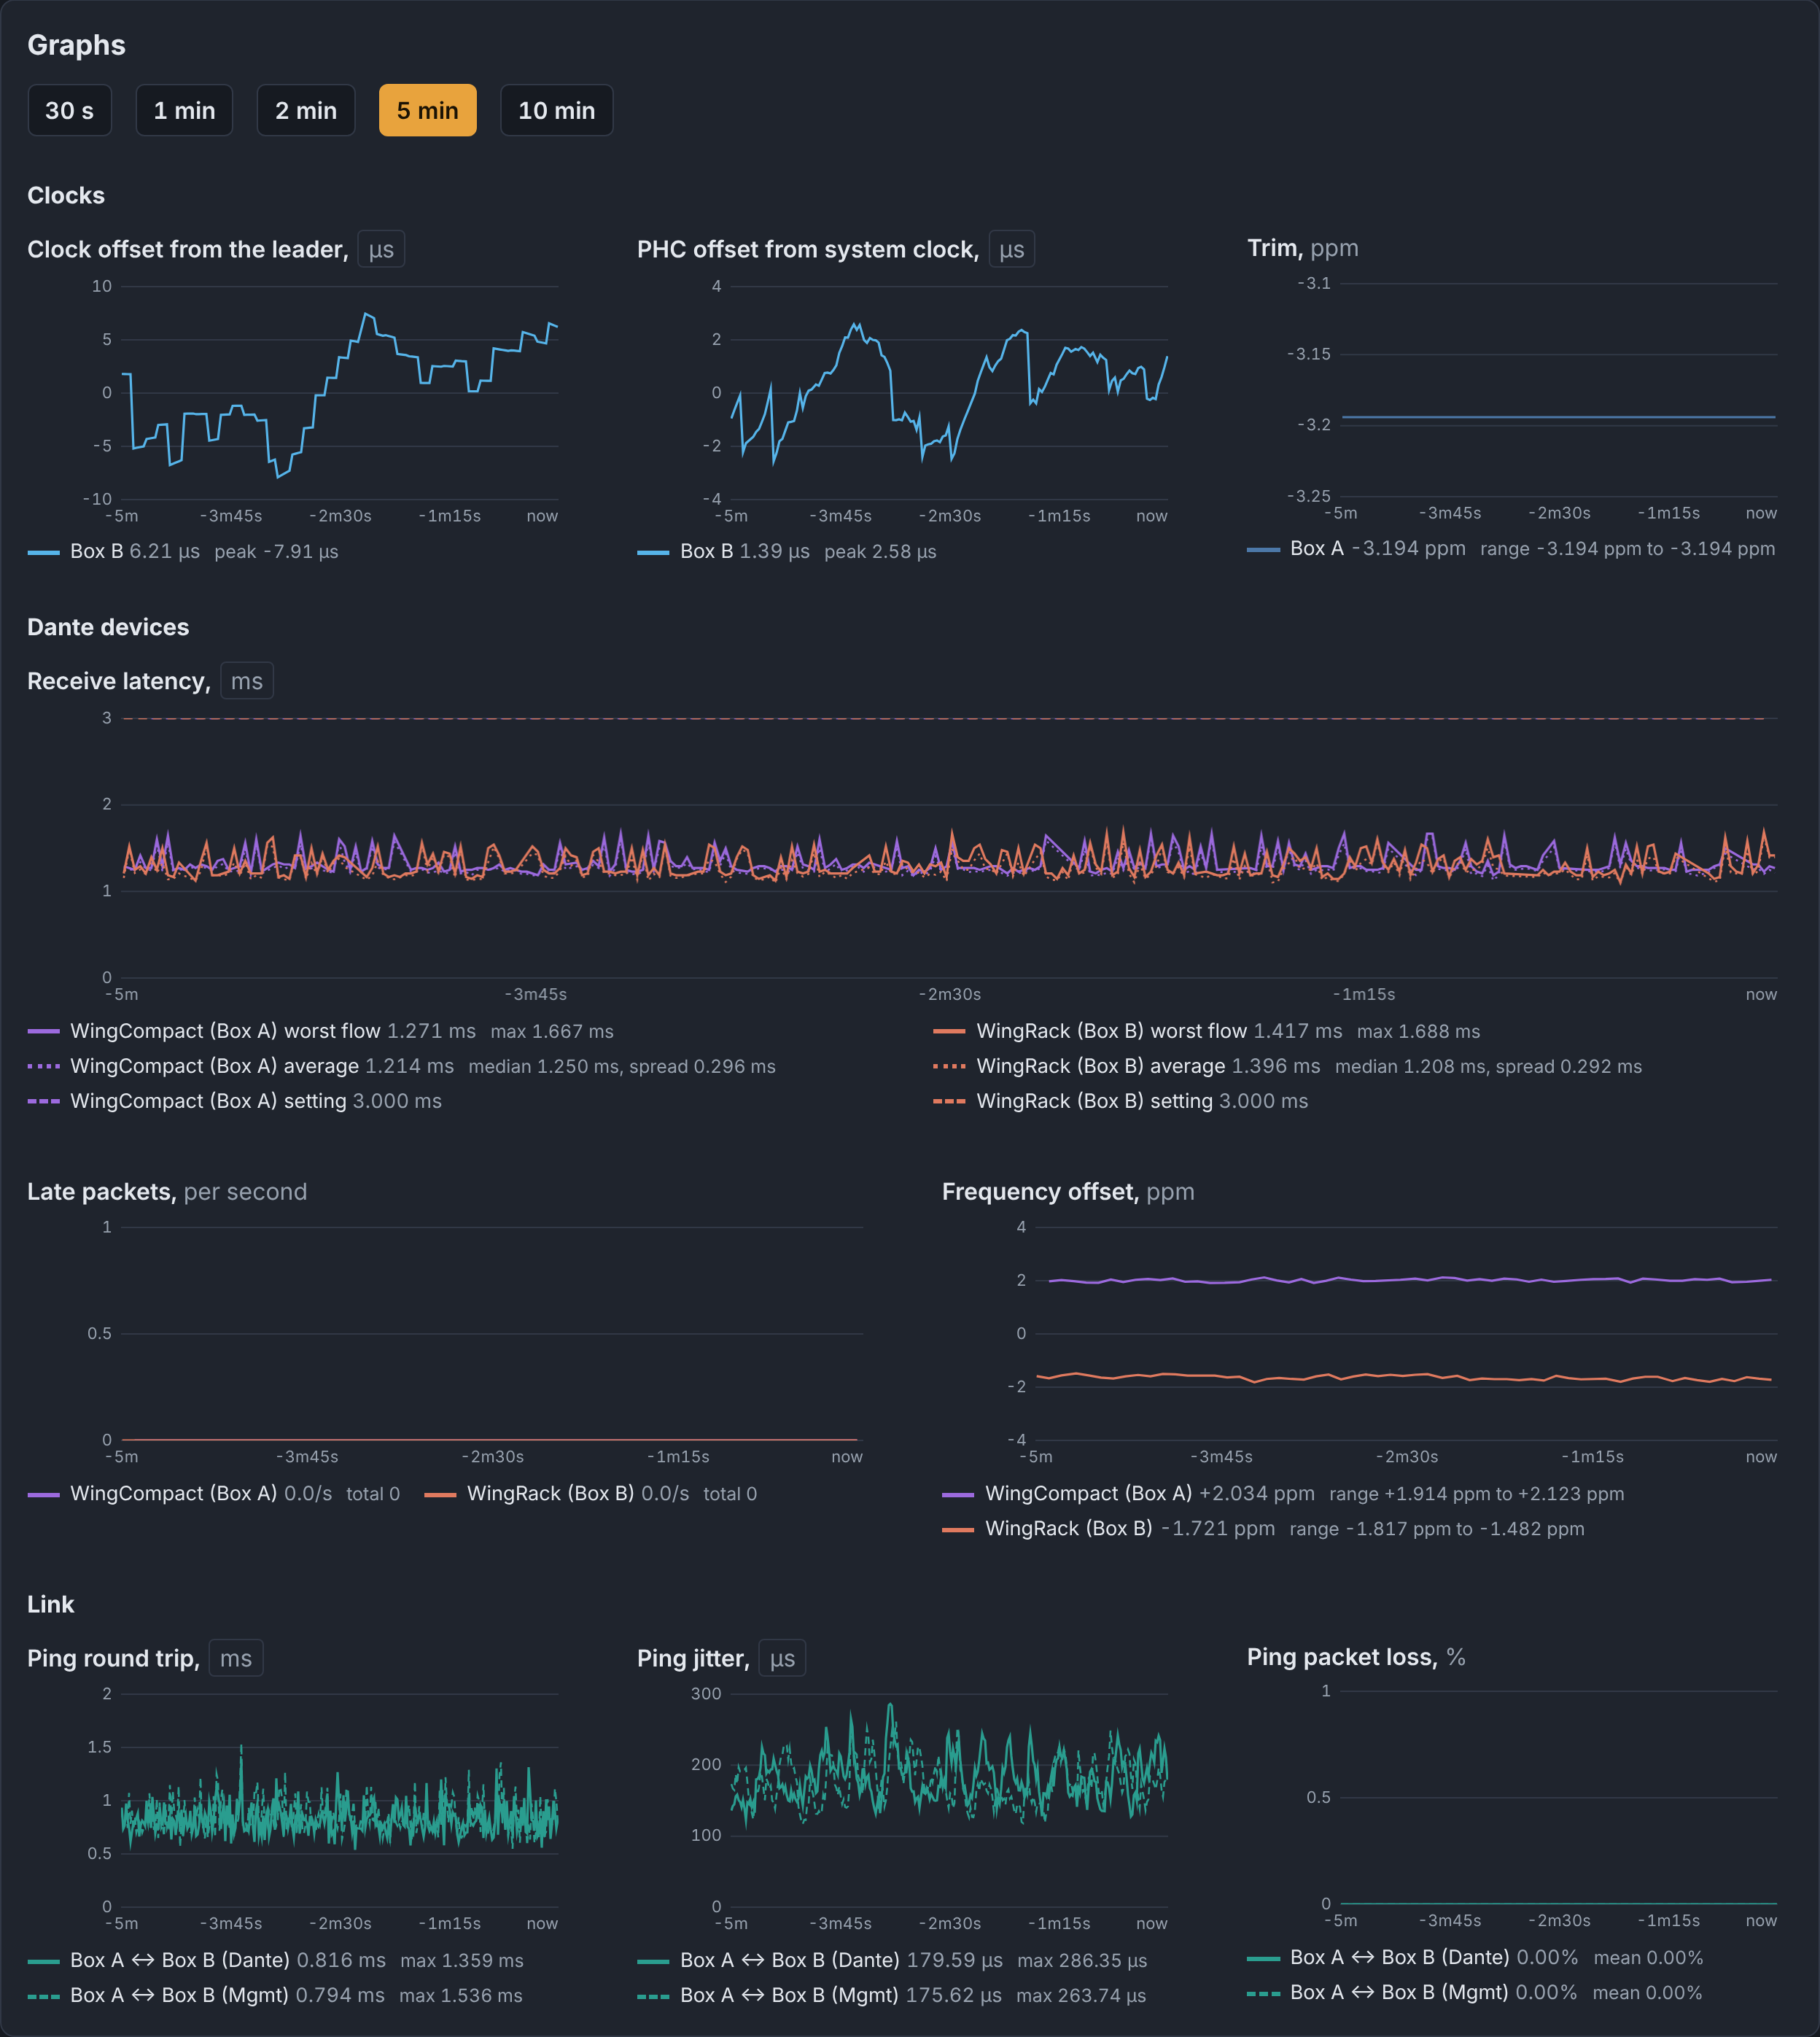 Graphs
30 s 1 min 2 min 5 min 10 min
Clocks
Clock offset from the leader, µs
10
5
0
-5
-10
-5m -3m45s -2m30s -1m15s now
Box B 6.21 µs peak -7.91 µs
PHC offset from system clock, µs
4
2
0
-2
-4
-5m -3m45s -2m30s -1m15s now
Box B 1.39 µs peak 2.58 µs
Trim, ppm
-3.1
-3.15
-3.2
-3.25
-5m -3m45s -2m30s -1m15s now
Box A -3.194 ppm range -3.194 ppm to -3.194 ppm
Dante devices
Receive latency, ms
3
2
1
0
-5m -3m45s -2m30s -1m15s now
WingCompact (Box A) worst flow 1.271 ms max 1.667 ms
WingCompact (Box A) average 1.214 ms median 1.250 ms, spread 0.296 ms
WingCompact (Box A) setting 3.000 ms
WingRack (Box B) worst flow 1.417 ms max 1.688 ms
WingRack (Box B) average 1.396 ms median 1.208 ms, spread 0.292 ms
WingRack (Box B) setting 3.000 ms
Late packets, per second
1
0.5
0
-5m -3m45s -2m30s -1m15s now
WingCompact (Box A) 0.0/s total 0 WingRack (Box B) 0.0/s total 0
Frequency offset, ppm
4
2
0
-2
-4
-5m -3m45s -2m30s -1m15s now
WingCompact (Box A) +2.034 ppm range +1.914 ppm to +2.123 ppm
WingRack (Box B) -1.721 ppm range -1.817 ppm to -1.482 ppm
Link
Ping round trip, ms
2
1.5
1
0.5
0
-5m -3m45s -2m30s -1m15s now
Box A ↔ Box B (Dante) 0.816 ms max 1.359 ms
Box A ↔ Box B (Mgmt) 0.794 ms max 1.536 ms
Ping jitter, µs
300
200
100
0
-5m -3m45s -2m30s -1m15s now
Box A ↔ Box B (Dante) 179.59 µs max 286.35 µs
Box A ↔ Box B (Mgmt) 175.62 µs max 263.74 µs
Ping packet loss, %
1
0.5
0
-5m -3m45s -2m30s -1m15s now
Box A ↔ Box B (Dante) 0.00% mean 0.00%
Box A ↔ Box B (Mgmt) 0.00% mean 0.00%